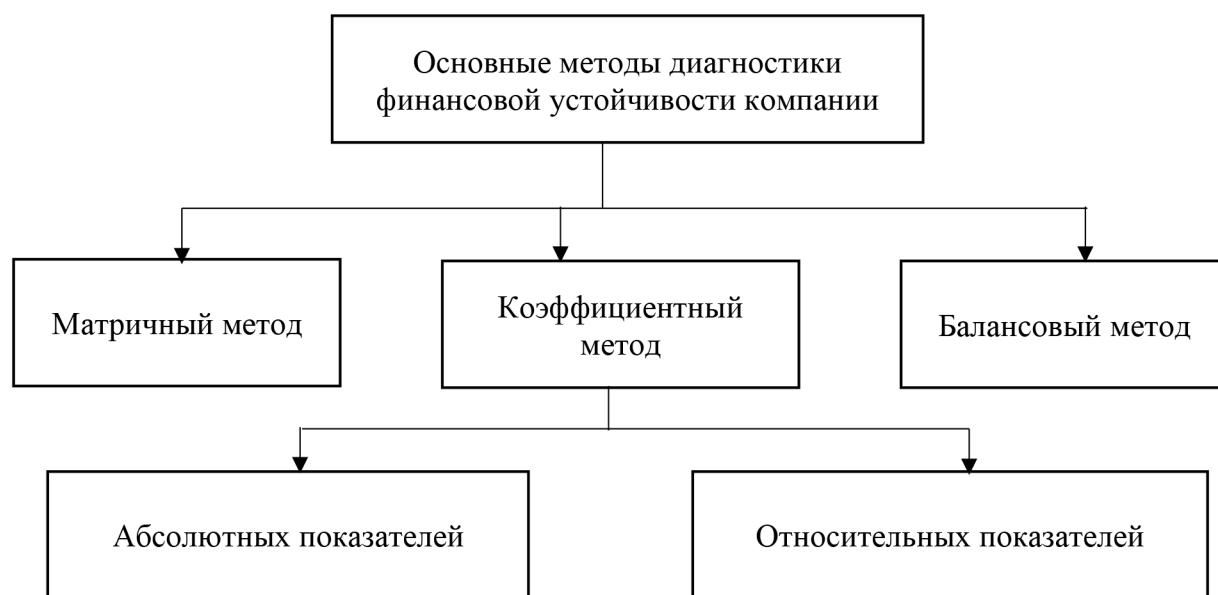 Основные методы диагностики
финансовой устойчивости компании
Матричный метод
Коэффициентный
метод
Балансовый метод
Абсолютных показателей
Относительных показателей